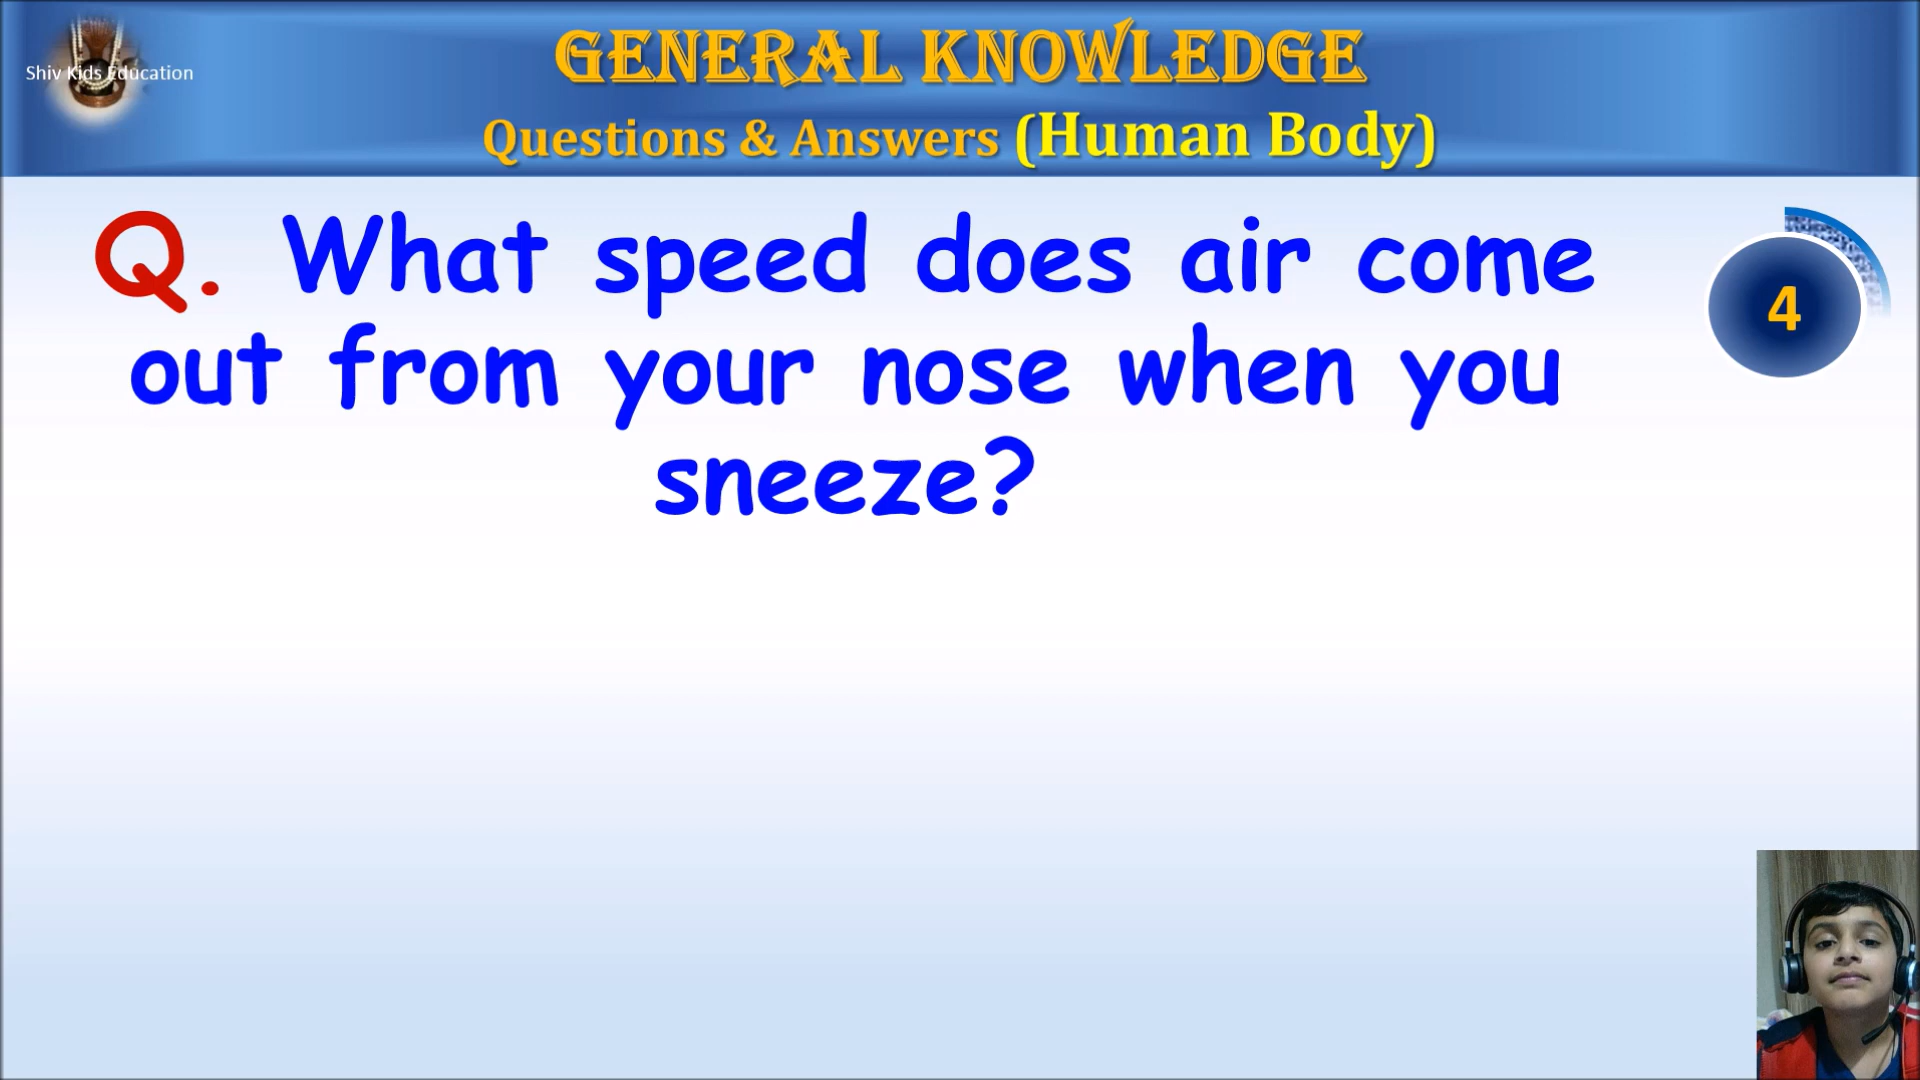 Shiv Kids Education
GENERAL KNOWLEDGE
Questions & Answers (Human Body)
Q. What speed does air come
out from your nose when you
sneeze?
4